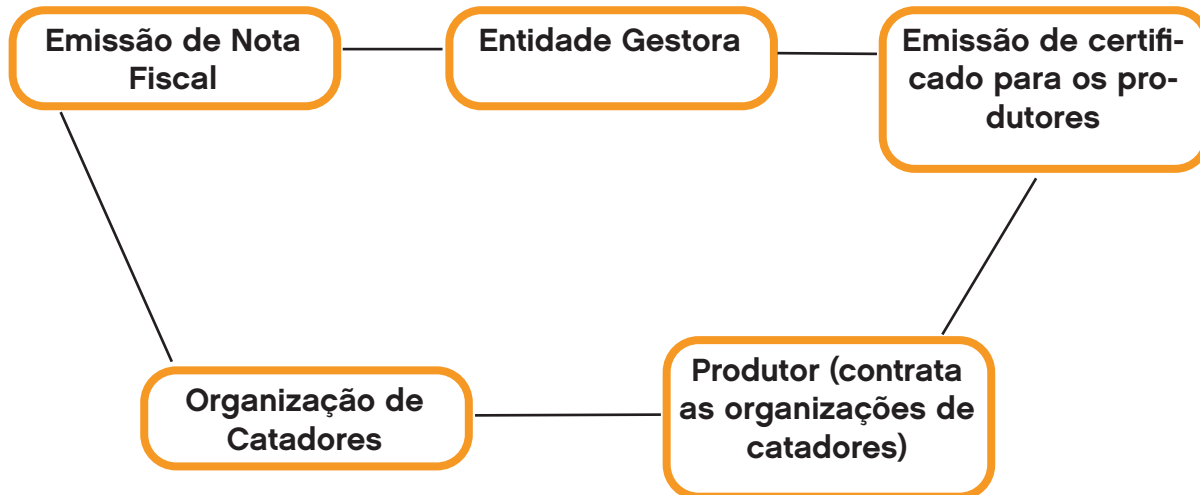 Emissão de Nota
Fiscal
Entidade Gestora
Emissão de certifi-
cado para os pro-
dutores
Organização de
Catadores
Produtor (contrata
as organizações de
catadores)